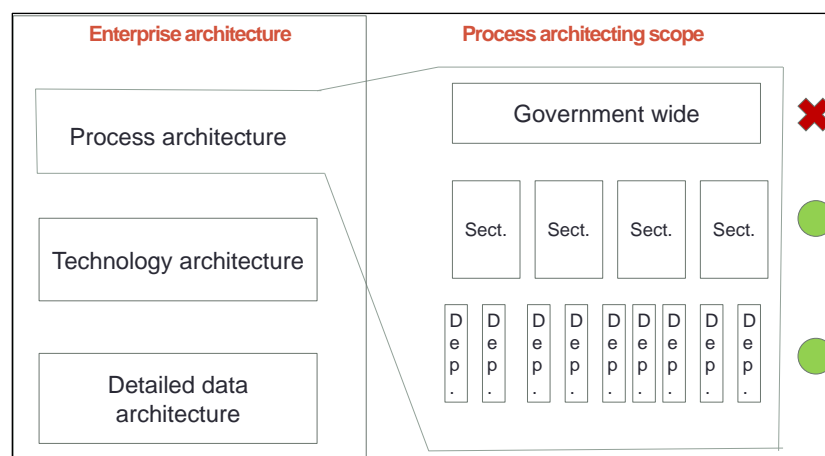 Enterprise architecture
Process architecting scope
Process architecture
Technology architecture
Detailed data
architecture
Government wide
Sect. Sect. Sect. Sect.
Dep. Dep. Dep. Dep. Dep. Dep. Dep. Dep. Dep.